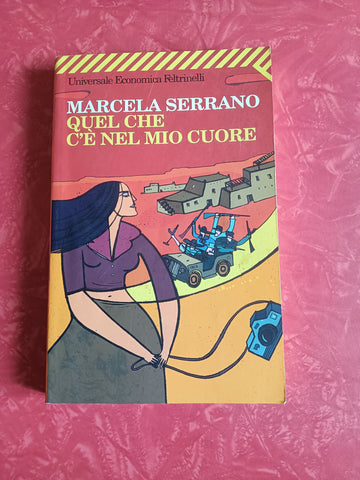 Universale Economica Feltrinelli
MARCELA SERRANO
QUEL CHE
C'È NEL MIO CUORE